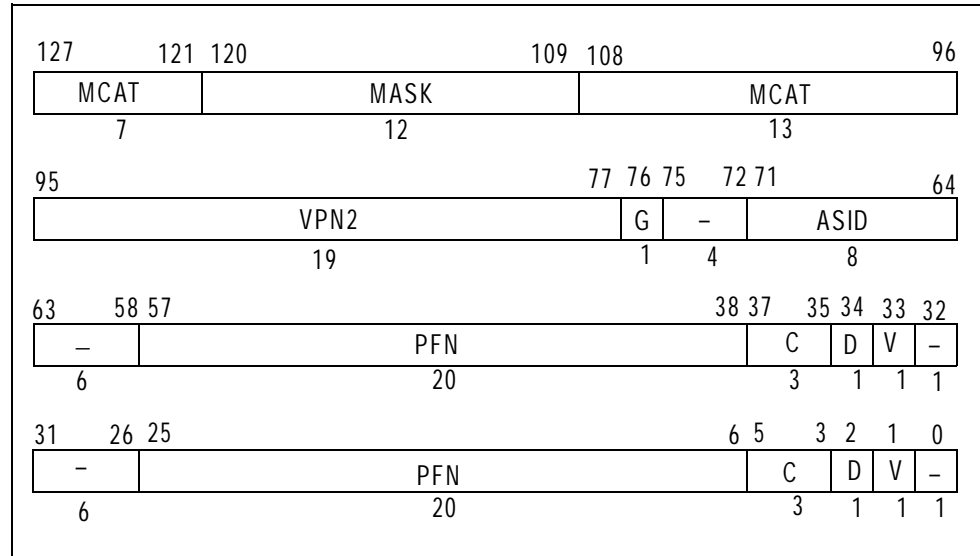 127 121 120 109 108 96
MCAT MASK MCAT
7 12 13
95 77 76 75 72 71 64
VPN2 G – ASID
19 1 4 8
63 58 57 38 37 35 34 33 32
– PFN C D V –
6 20 3 1 1 1
31 26 25 6 5 3 2 1 0
– PFN C D V –
6 20 3 1 1 1